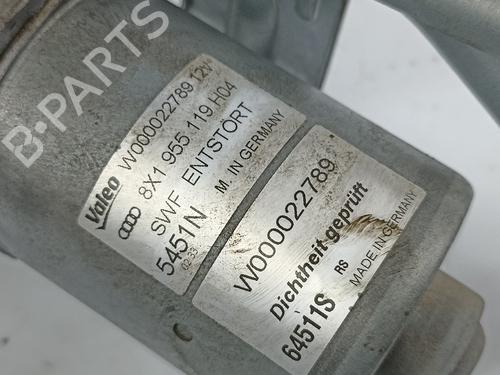 B-PARTS
Valeo W000022789 12V
8X1 955 119 H04
SWF ENTSTORT
5451N M. IN GERMANY
W000022789
Dichtheit geprüft
64511S RS MADE IN GERMANY